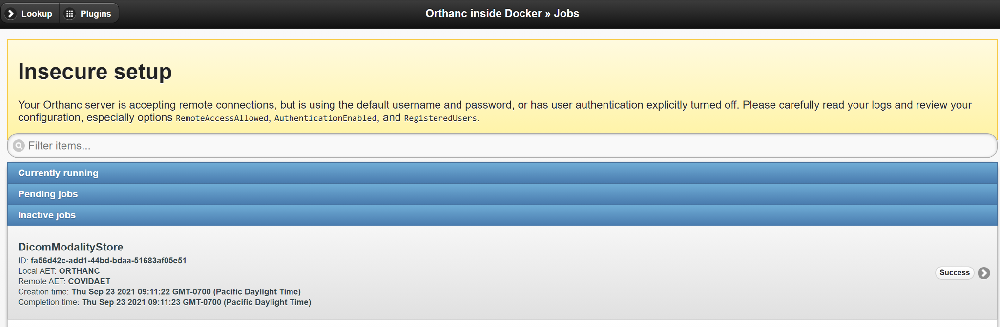 Lookup
Plugins
Orthanc inside Docker » Jobs
Insecure setup
Your Orthanc server is accepting remote connections, but is using the default username and password, or has user authentication explicitly turned off. Please carefully read your logs and review your
configuration, especially options RemoteAccessAllowed, AuthenticationEnabled, and RegisteredUsers.
Filter items...
Currently running
Pending jobs
Inactive jobs
DicomModalityStore
ID: fa56d42c-add1-44bd-bdaa-51683af05e51
Local AET: ORTHANC
Remote AET: COVIDAET
Success
Creation time: Thu Sep 23 2021 09:11:22 GMT-0700 (Pacific Daylight Time)
Completion time: Thu Sep 23 2021 09:11:23 GMT-0700 (Pacific Daylight Time)